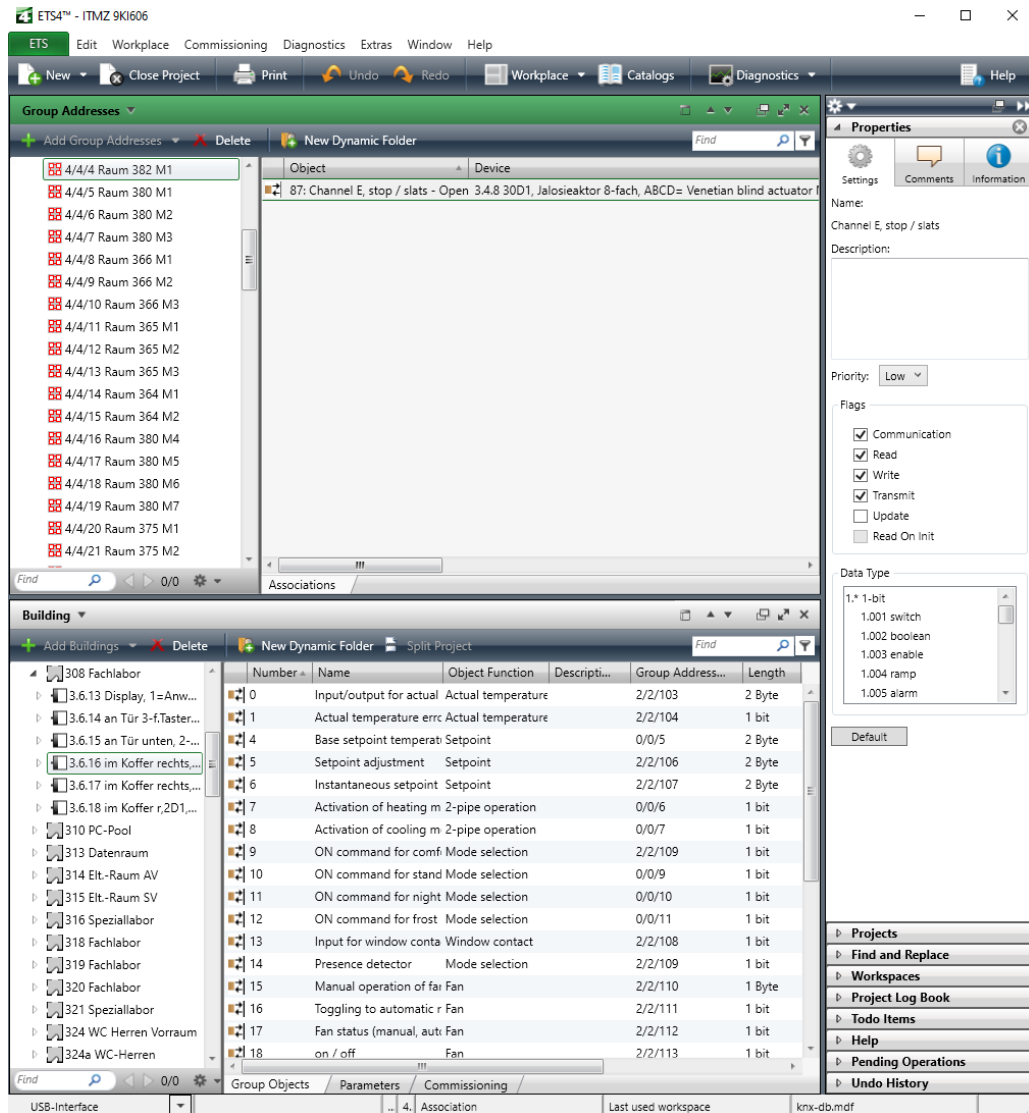 ETS4™ - ITMZ 9KI606
ETS Edit Workplace Commissioning Diagnostics Extras Window Help
New Close Project Print Undo Redo Workplace Catalogs Diagnostics Help
Group Addresses
Add Group Addresses Delete New Dynamic Folder Find
4/4/4 Raum 382 M1
4/4/5 Raum 380 M1
4/4/6 Raum 380 M2
4/4/7 Raum 380 M3
4/4/8 Raum 366 M1
4/4/9 Raum 366 M2
4/4/10 Raum 366 M3
4/4/11 Raum 365 M1
4/4/12 Raum 365 M2
4/4/13 Raum 365 M3
4/4/14 Raum 364 M1
4/4/15 Raum 364 M2
4/4/16 Raum 380 M4
4/4/17 Raum 380 M5
4/4/18 Raum 380 M6
4/4/19 Raum 380 M7
4/4/20 Raum 375 M1
4/4/21 Raum 375 M2
Find 0/0
Object Device
87: Channel E, stop / slats - Open 3.4.8 30D1, Jalosieaktor 8-fach, ABCD= Venetian blind actuator
Associations
Building
Add Buildings Delete New Dynamic Folder Split Project Find
308 Fachlabor
3.6.13 Display, 1=Anw...
3.6.14 an Tür 3-f.Taster...
3.6.15 an Tür unten, 2-...
3.6.16 im Koffer rechts,...
3.6.17 im Koffer rechts,...
3.6.18 im Koffer r,2D1,...
310 PC-Pool
313 Datenraum
314 Elt.-Raum AV
315 Elt.-Raum SV
316 Speziallabor
318 Fachlabor
319 Fachlabor
320 Fachlabor
321 Speziallabor
324 WC Herren Vorraum
324a WC-Herren
Find 0/0
Number Name Object Function Descripti... Group Address... Length
0 Input/output for actual Actual temperature 2/2/103 2 Byte
1 Actual temperature errc Actual temperature 2/2/104 1 bit
4 Base setpoint temperati Setpoint 0/0/5 2 Byte
5 Setpoint adjustment Setpoint 2/2/106 2 Byte
6 Instantaneous setpoint Setpoint 2/2/107 2 Byte
7 Activation of heating m 2-pipe operation 0/0/6 1 bit
8 Activation of cooling m 2-pipe operation 0/0/7 1 bit
9 ON command for comf Mode selection 2/2/109 1 bit
10 ON command for stand Mode selection 0/0/9 1 bit
11 ON command for night Mode selection 0/0/10 1 bit
12 ON command for frost Mode selection 0/0/11 1 bit
13 Input for window conta Window contact 2/2/108 1 bit
14 Presence detector Mode selection 2/2/109 1 bit
15 Manual operation of fa Fan 2/2/110 1 Byte
16 Toggling to automatic r Fan 2/2/111 1 bit
17 Fan status (manual, aut Fan 2/2/112 1 bit
18 on / off Fan 2/2/113 1 bit
Group Objects Parameters Commissioning
Properties
Settings Comments Information
Name:
Channel E, stop / slats
Description:
Priority: Low
Flags
Communication
Read
Write
Transmit
Update
Read On Init
Data Type
1.* 1-bit
1.001 switch
1.002 boolean
1.003 enable
1.004 ramp
1.005 alarm
Default
Projects
Find and Replace
Workspaces
Project Log Book
Todo Items
Help
Pending Operations
Undo History
USB-Interface .. 4. Association Last used workspace knx-db.mdf